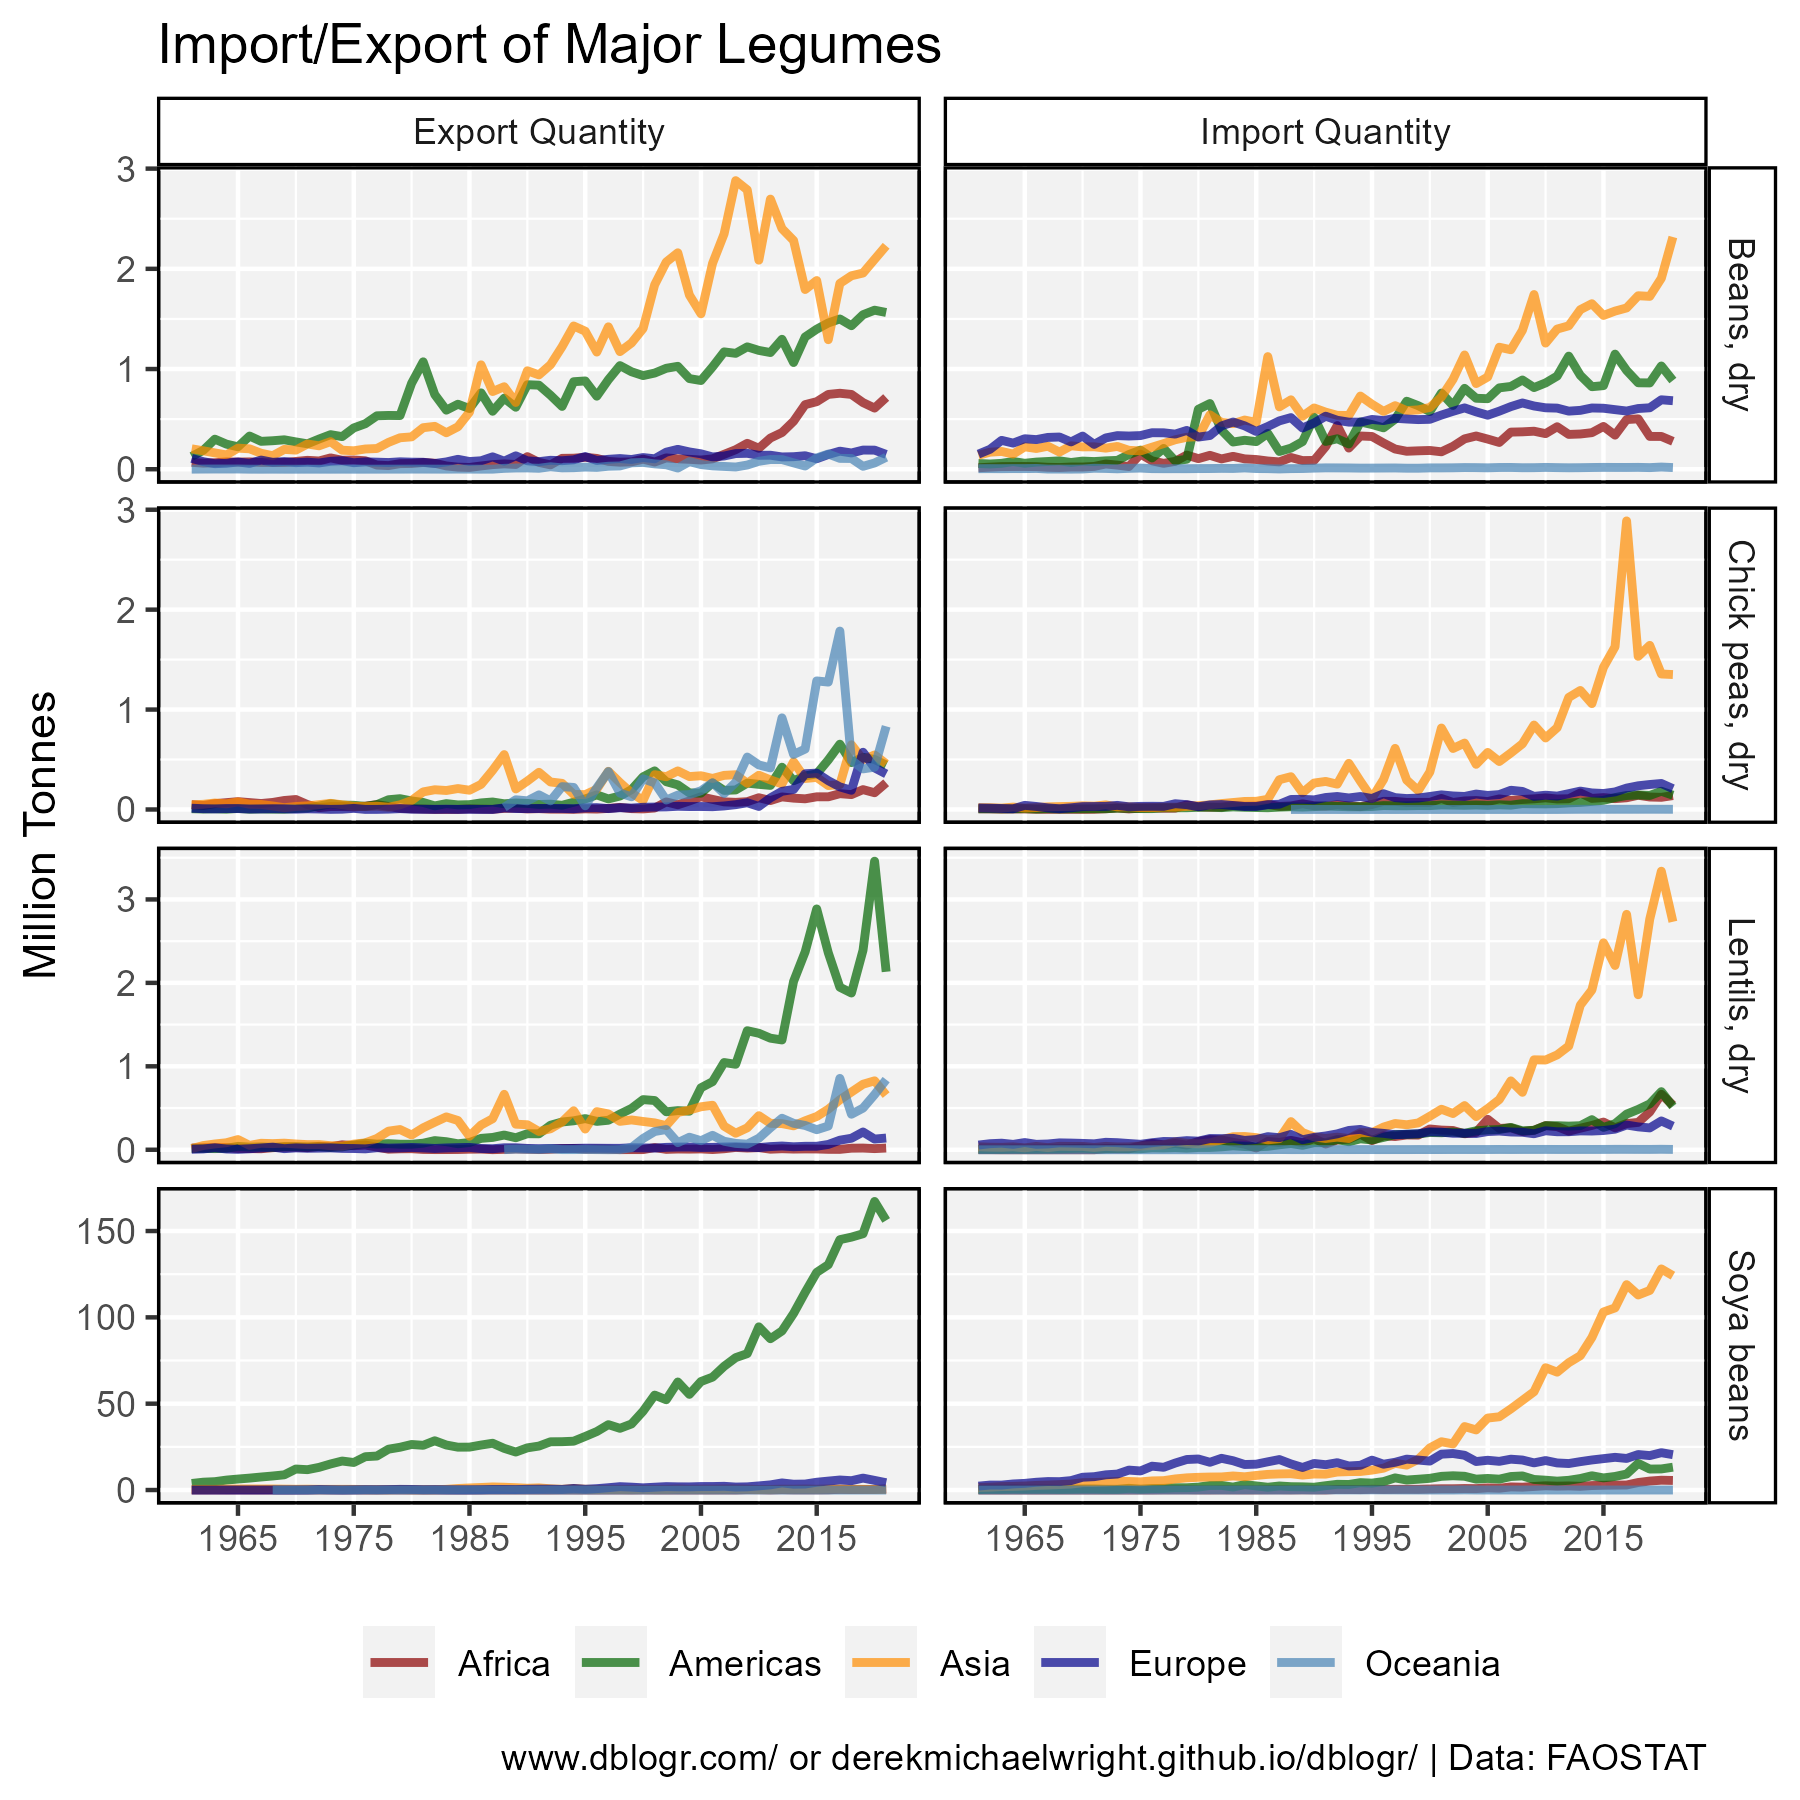 Import/Export of Major Legumes
Export Quantity
Import Quantity
3
2
1
0
Beans, dry
3
2
1
0
Chick peas, dry
Million Tonnes
3
2
1
0
Lentils, dry
150
100
50
0
Soya beans
1965 1975 1985 1995 2005 2015
1965 1975 1985 1995 2005 2015
Africa Americas Asia Europe Oceania
www.dblogr.com/ or derekmichaelwright.github.io/dblogr/ | Data: FAOSTAT